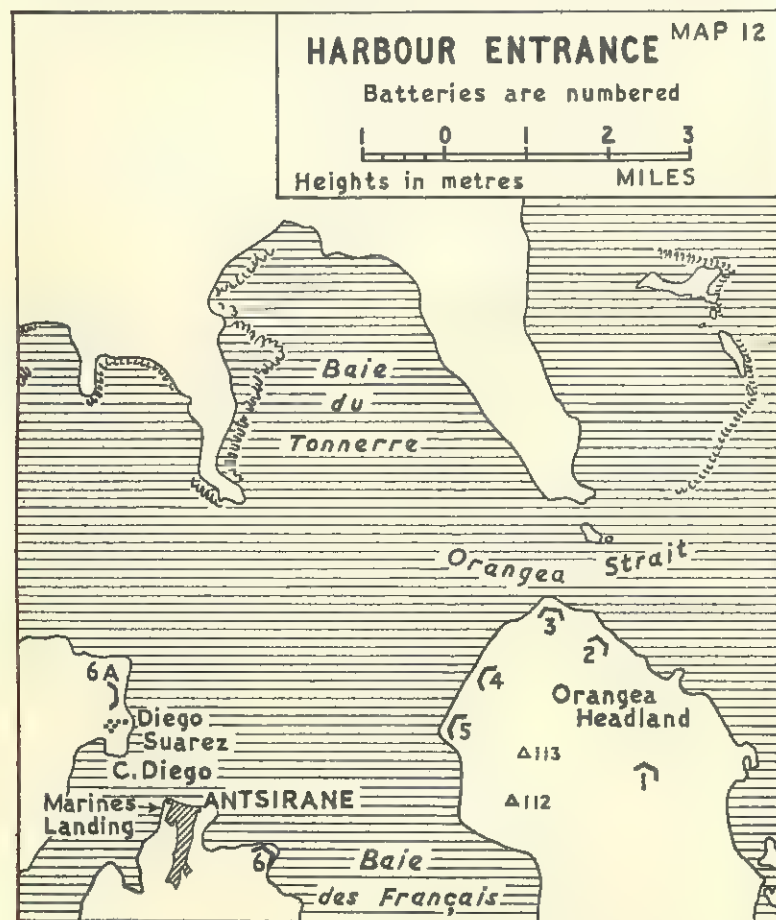 MAP 12
HARBOUR ENTRANCE
Batteries are numbered
1 0 1 2 3
Heights in metres MILES
Baie
du
Tonnerre
Orangea Strait
3
2
6A
4
Orangea
Headland
Diego
Suarez
5
113
C. Diego
1
Marines
Landing
ANTSIRANE
112
6
Baie
des Français